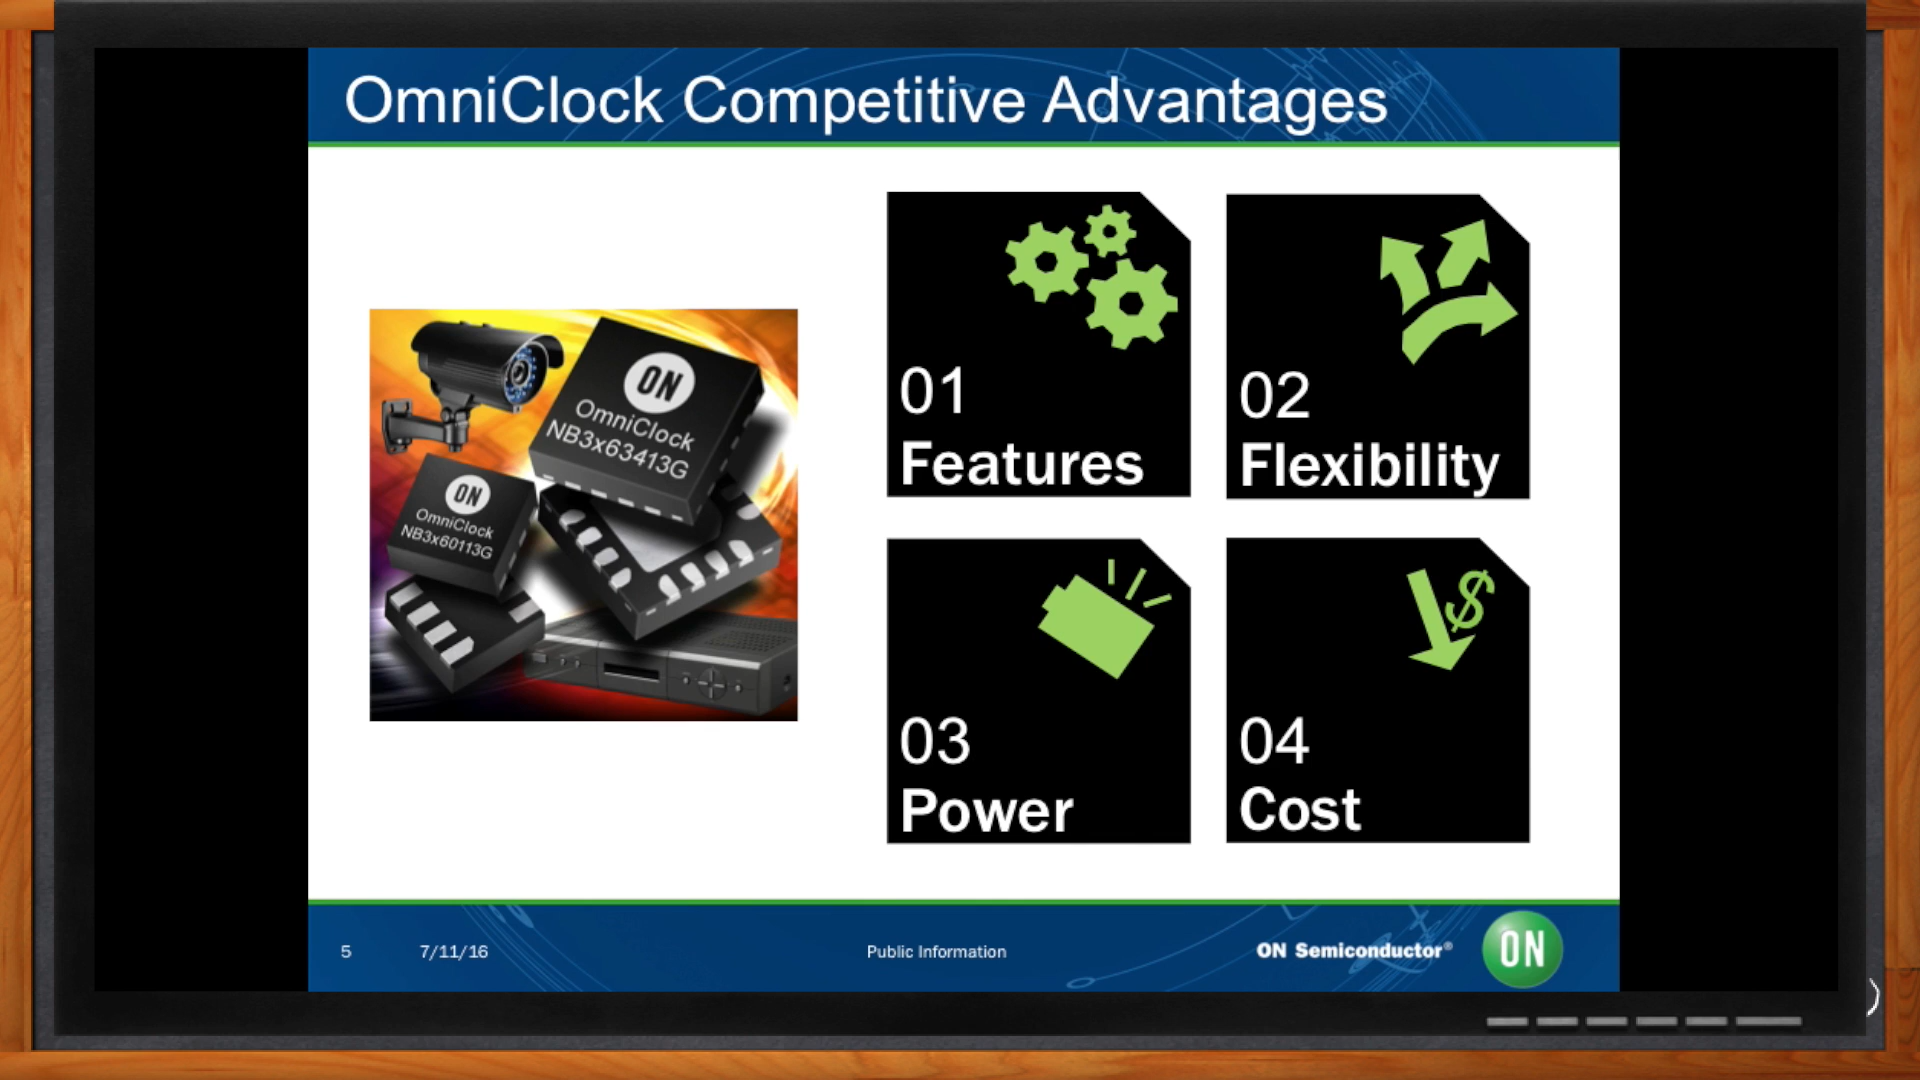 OmniClock Competitive Advantages
ON
OmniClock
NB3x63413G
ON
OmniClock
NB3x60113G
01
Features
02
Flexibility
03
Power
04
Cost
5
7/11/16
Public Information
ON Semiconductor®
ON